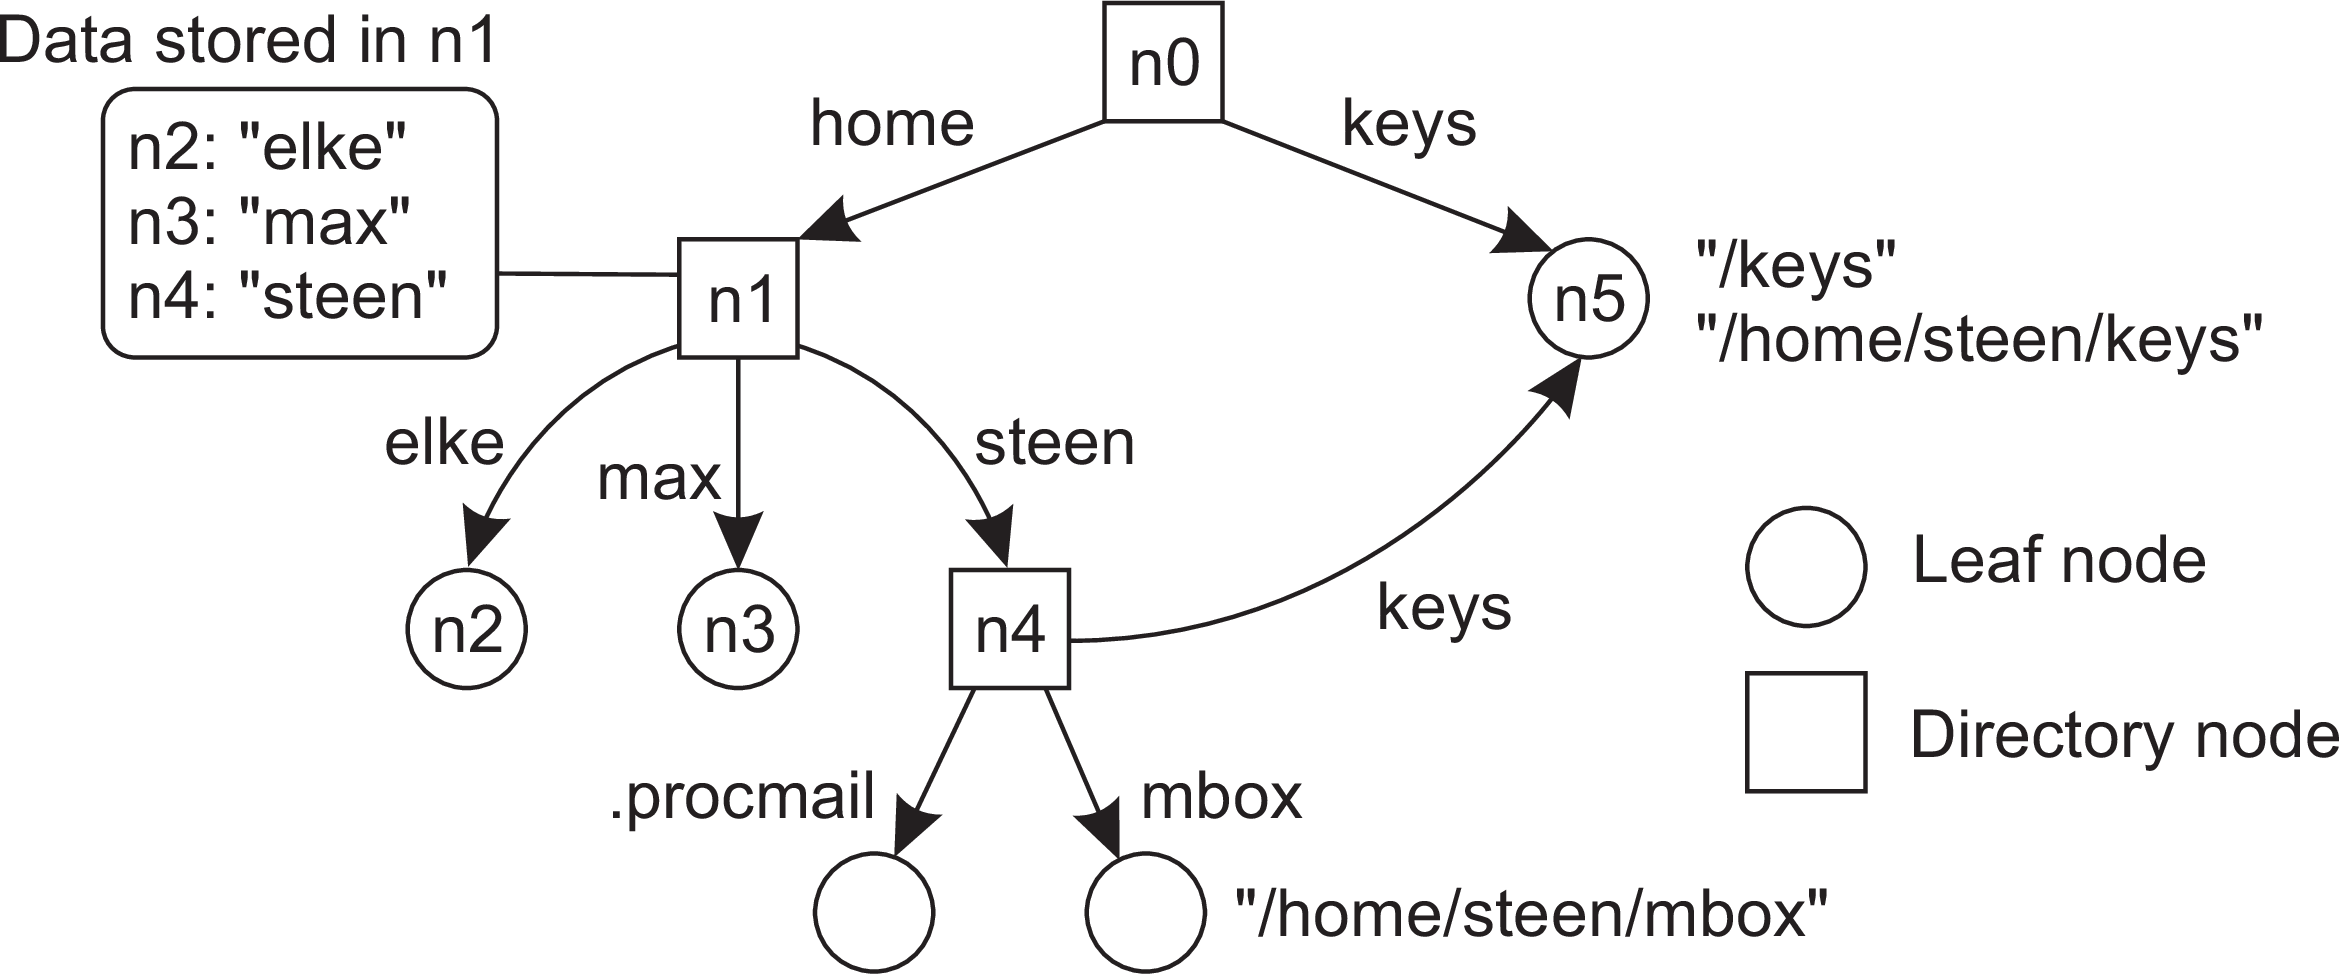 Data stored in n1
n2: "elke"
n3: "max"
n4: "steen"
n0
home
keys
n1
n5
"/keys"
"/home/steen/keys"
elke
max
steen
n2
n3
n4
keys
Leaf node
Directory node
.procmail
mbox
"/home/steen/mbox"